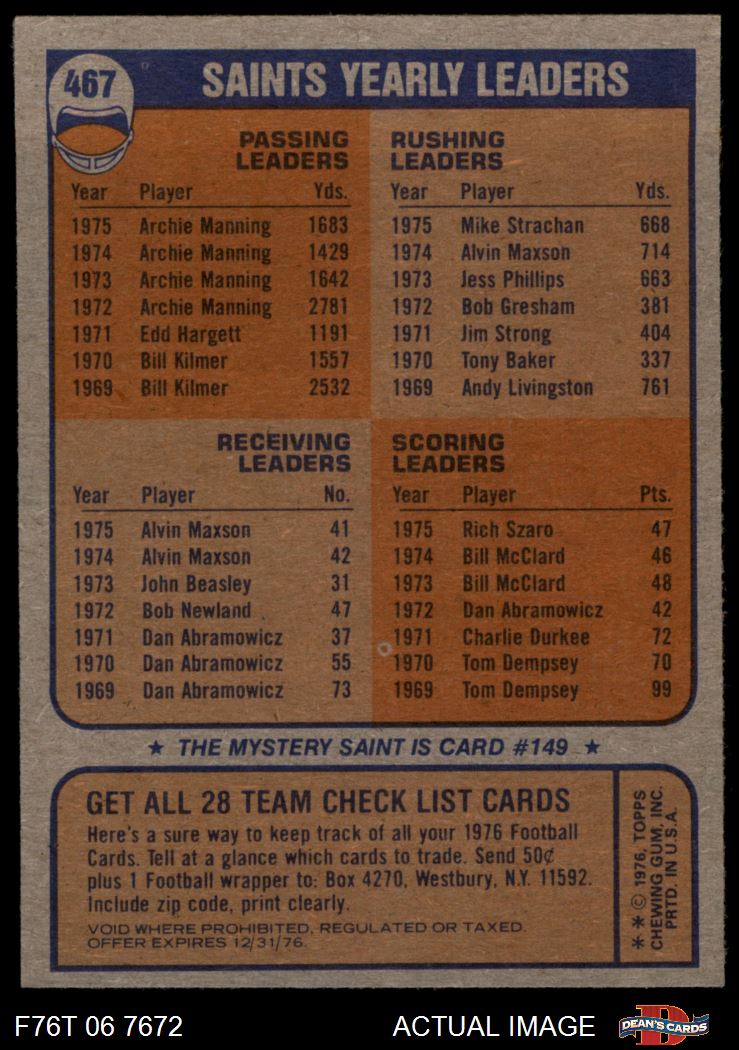 467
SAINTS YEARLY LEADERS
PASSING
LEADERS
Year Player Yds.
1975 Archie Manning 1683
1974 Archie Manning 1429
1973 Archie Manning 1642
1972 Archie Manning 2781
1971 Edd Hargett 1191
1970 Bill Kilmer 1557
1969 Bill Kilmer 2532
RUSHING
LEADERS
Year Player Yds.
1975 Mike Strachan 668
1974 Alvin Maxson 714
1973 Jess Phillips 663
1972 Bob Gresham 381
1971 Jim Strong 404
1970 Tony Baker 337
1969 Andy Livingston 761
RECEIVING
LEADERS
Year Player No.
1975 Alvin Maxson 41
1974 Alvin Maxson 42
1973 John Beasley 31
1972 Bob Newland 47
1971 Dan Abramowicz 37
1970 Dan Abramowicz 55
1969 Dan Abramowicz 73
SCORING
LEADERS
Year Player Pts.
1975 Rich Szaro 47
1974 Bill McClard 46
1973 Bill McClard 48
1972 Dan Abramowicz 42
1971 Charlie Durkee 72
1970 Tom Dempsey 70
1969 Tom Dempsey 99
★ THE MYSTERY SAINT IS CARD #149 ★
GET ALL 28 TEAM CHECK LIST CARDS
Here's a sure way to keep track of all your 1976 Football
Cards. Tell at a glance which cards to trade. Send 50¢
plus 1 Football wrapper to: Box 4270, Westbury, N.Y. 11592.
Include zip code, print clearly.
VOID WHERE PROHIBITED, REGULATED OR TAXED.
OFFER EXPIRES 12/31/76.
** © 1976, TOPPS
CHEWING GUM, INC.
PRTD. IN U.S.A.
F76T 06 7672
ACTUAL IMAGE
D
DEAN'S CARDS